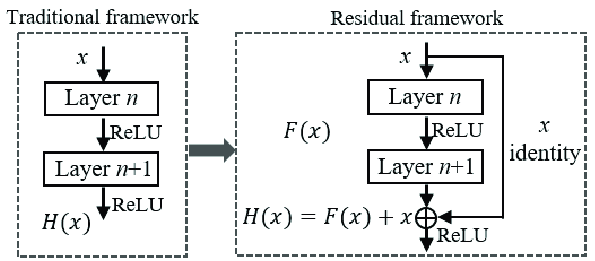 Traditional framework
x
Layer n
ReLU
Layer n+1
ReLU
H(x)
Residual framework
x
Layer n
F(x)
ReLU
x
identity
Layer n+1
H(x) = F(x) + x
ReLU